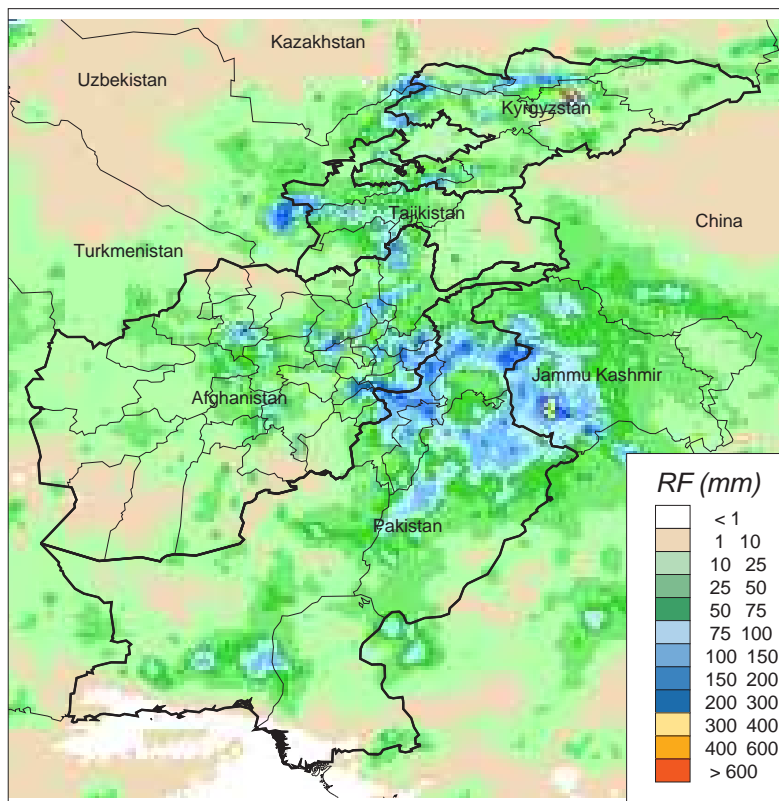 Kazakhstan
Uzbekistan
Kyrgyzstan
Tajikistan
China
Turkmenistan
Jammu Kashmir
Afghanistan
Pakistan
RF (mm)
< 1
1 10
10 25
25 50
50 75
75 100
100 150
150 200
200 300
300 400
400 600
> 600